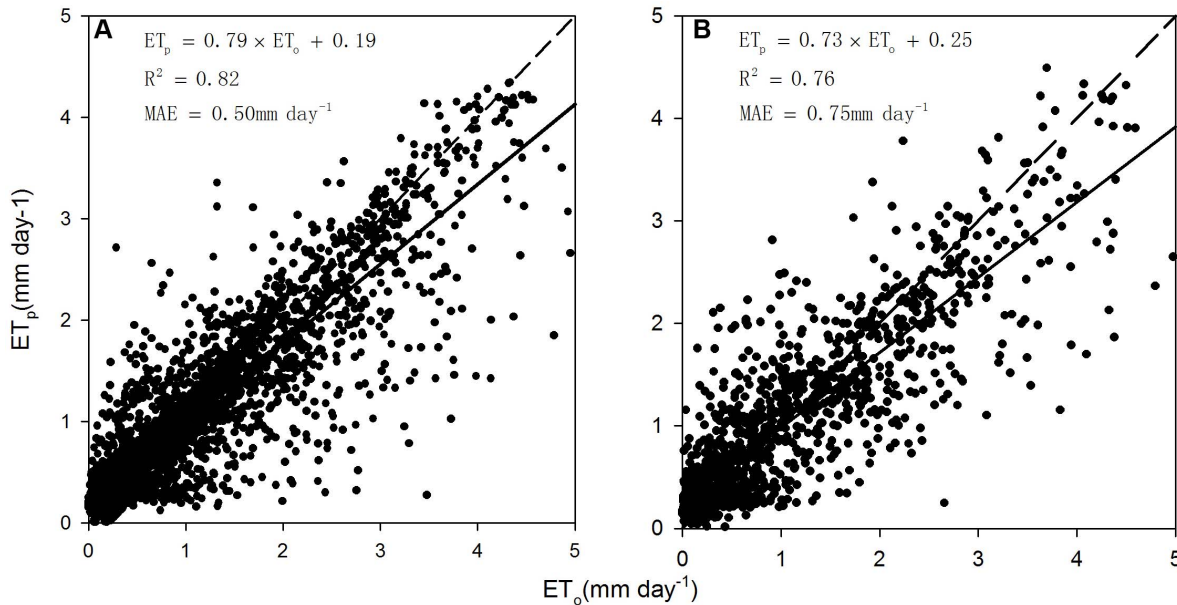 A
ETp = 0.79 × ETo + 0.19
R² = 0.82
MAE = 0.50mm day⁻¹
5
4
3
2
1
0
0 1 2 3 4 5
ETp(mm day-1)
B
ETp = 0.73 × ETo + 0.25
R² = 0.76
MAE = 0.75mm day⁻¹
5
4
3
2
1
0
0 1 2 3 4 5
ETo(mm day⁻¹)